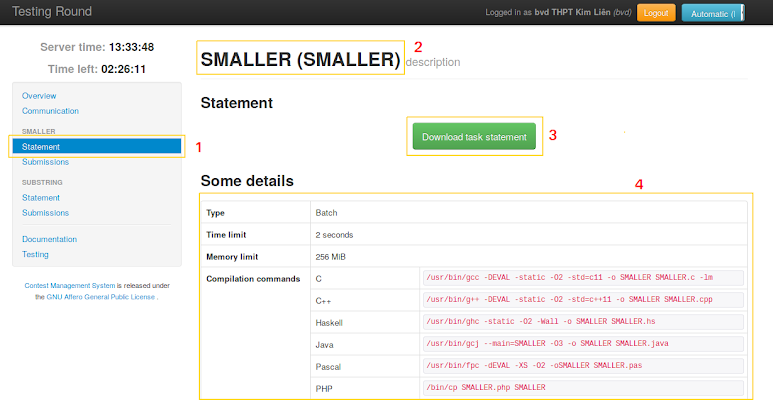 Testing Round
Logged in as bvd THPT Kim Liên (bvd)
Logout
Automatic (
Server time: 13:33:48
Time left: 02:26:11
Overview
Communication
SMALLER
Statement
1
Submissions
SUBSTRING
Statement
Submissions
Documentation
Testing
Contest Management System is released under
the GNU Affero General Public License .
SMALLER (SMALLER) description
2
Statement
Download task statement
3
Some details
4
Type Batch
Time limit 2 seconds
Memory limit 256 MiB
Compilation commands C /usr/bin/gcc -DEVAL -static -O2 -std=c11 -o SMALLER SMALLER.c -lm
C++ /usr/bin/g++ -DEVAL -static -O2 -std=c++11 -o SMALLER SMALLER.cpp
Haskell /usr/bin/ghc -static -O2 -Wall -o SMALLER SMALLER.hs
Java /usr/bin/gcj --main=SMALLER -O3 -o SMALLER SMALLER.java
Pascal /usr/bin/fpc -dEVAL -XS -O2 -oSMALLER SMALLER.pas
PHP /bin/cp SMALLER.php SMALLER